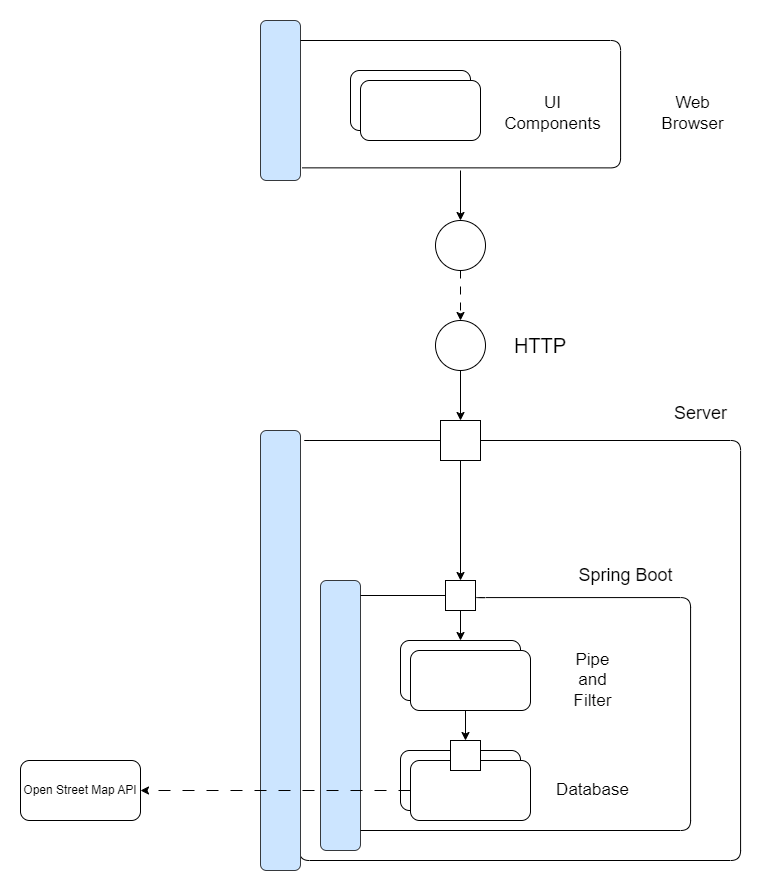 UI
Components
Web
Browser
HTTP
Server
Spring Boot
Pipe
and
Filter
Open Street Map API
Database